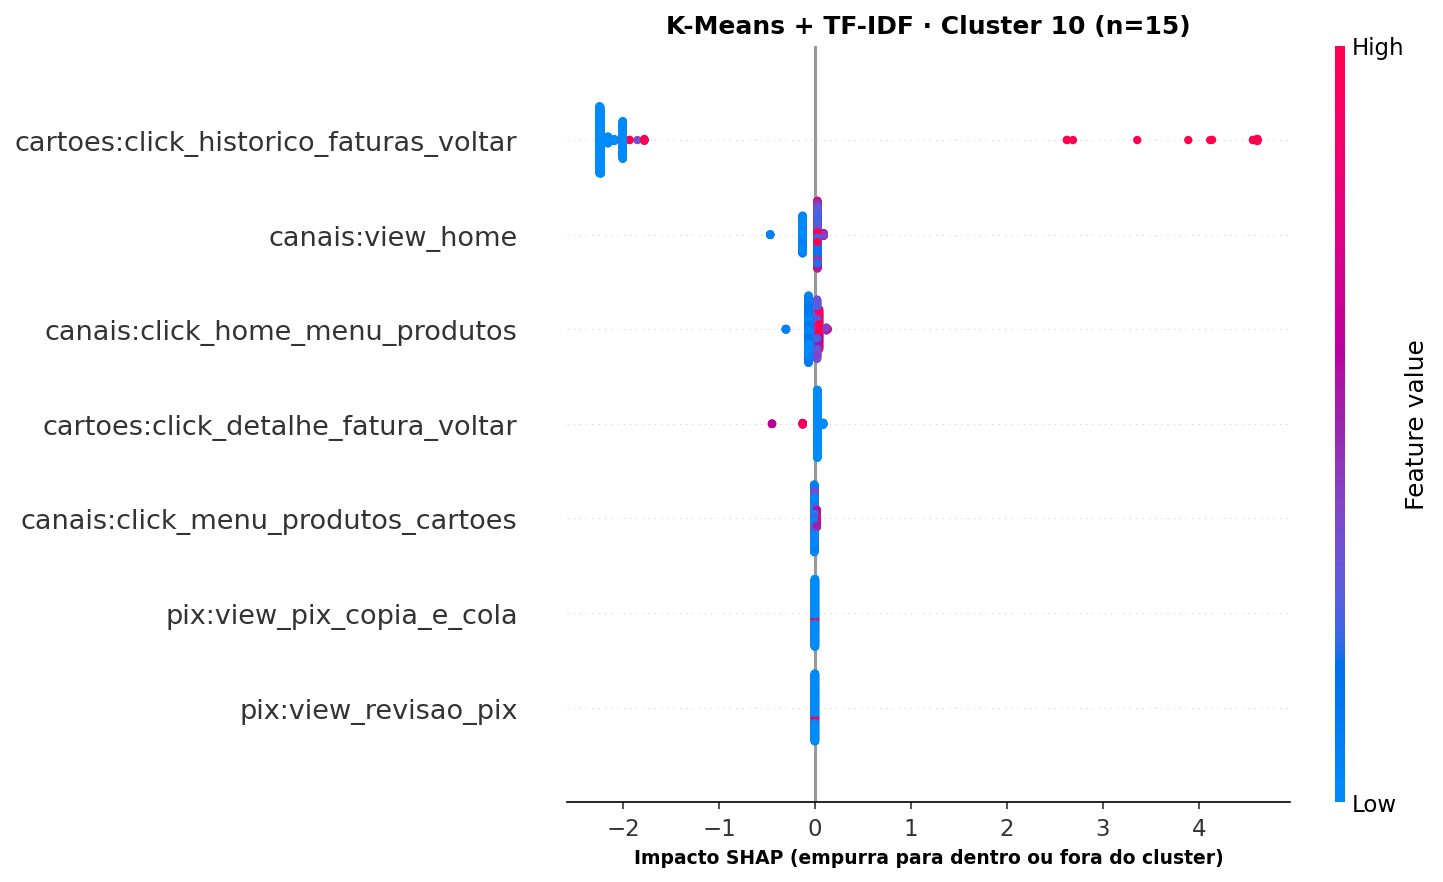 K-Means + TF-IDF · Cluster 10 (n=15)
High
cartoes:click_historico_faturas_voltar
canais:view_home
canais:click_home_menu_produtos
cartoes:click_detalhe_fatura_voltar
canais:click_menu_produtos_cartoes
pix:view_pix_copia_e_cola
pix:view_revisao_pix
Feature value
Low
−2 −1 0 1 2 3 4
Impacto SHAP (empurra para dentro ou fora do cluster)